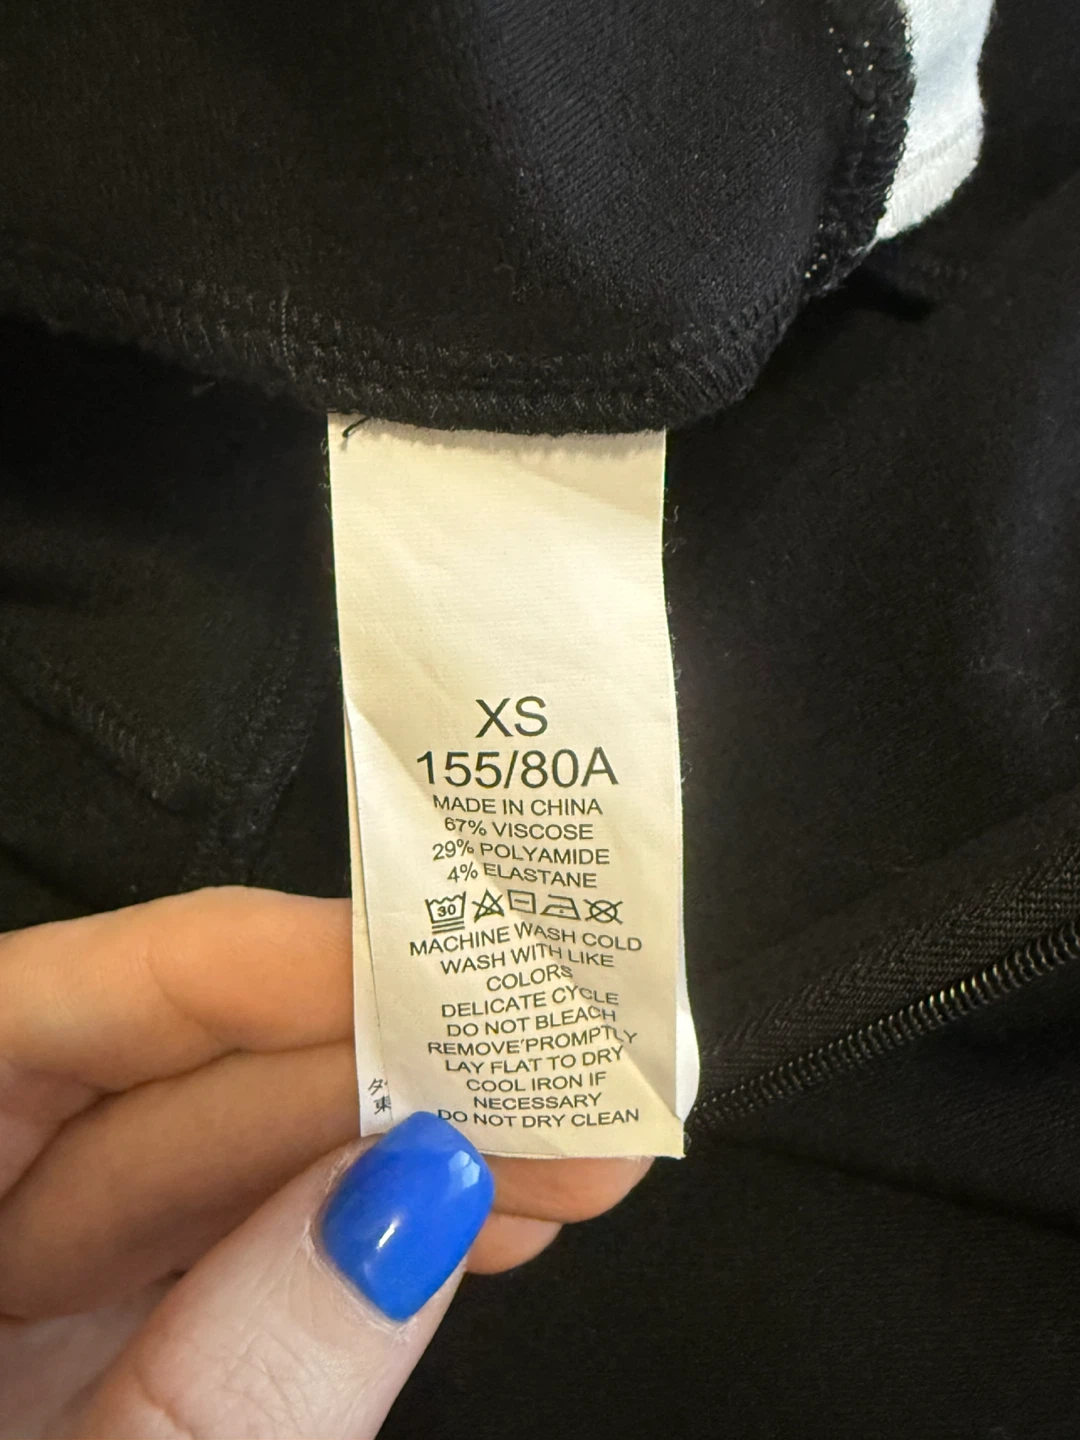 XS
155/80A
MADE IN CHINA
67% VISCOSE
29% POLYAMIDE
4% ELASTANE
30
MACHINE WASH COLD
WASH WITH LIKE
COLORS
DELICATE CYCLE
DO NOT BLEACH
REMOVE PROMPTLY
LAY FLAT TO DRY
COOL IRON IF
NECESSARY
DO NOT DRY CLEAN